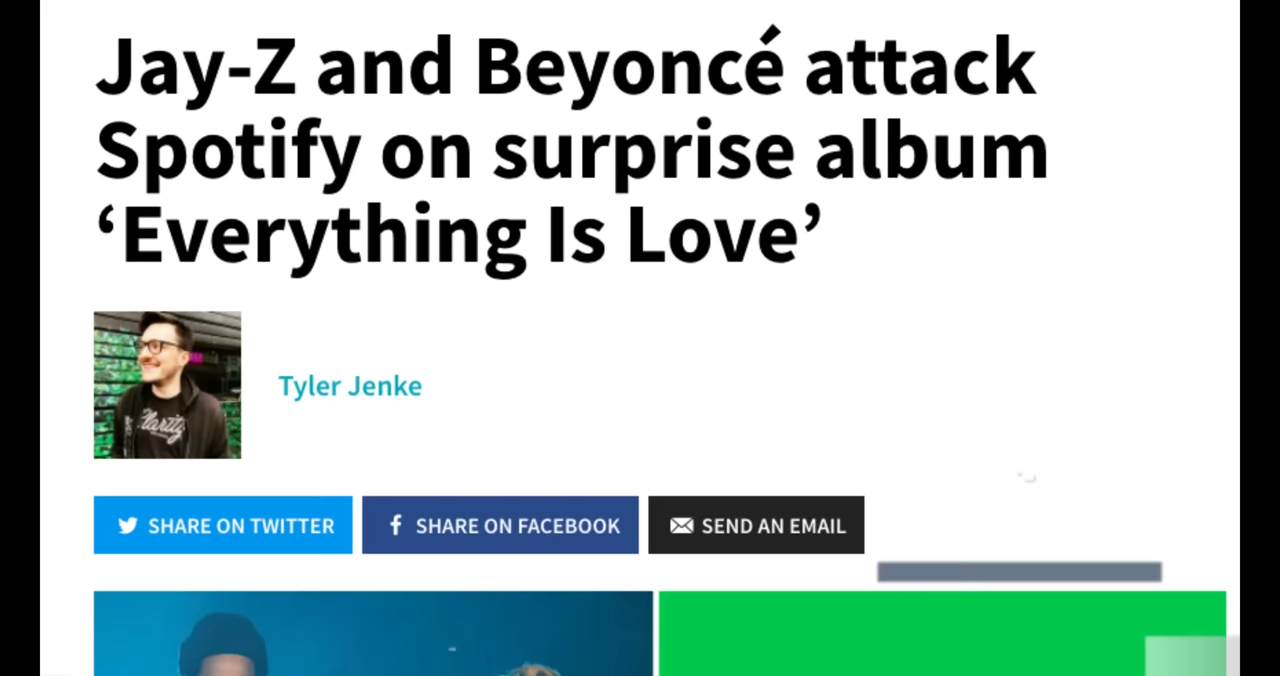 Jay-Z and Beyoncé attack
Spotify on surprise album
‘Everything Is Love’
Tyler Jenke
SHARE ON TWITTER
SHARE ON FACEBOOK
SEND AN EMAIL